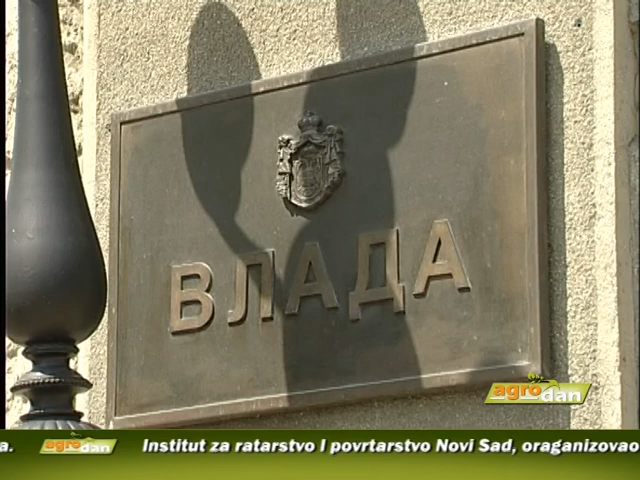 ВЛАДА
agro
dan
a. agro dan Institut za ratarstvo I povrtarstvo Novi Sad, oraganizovao